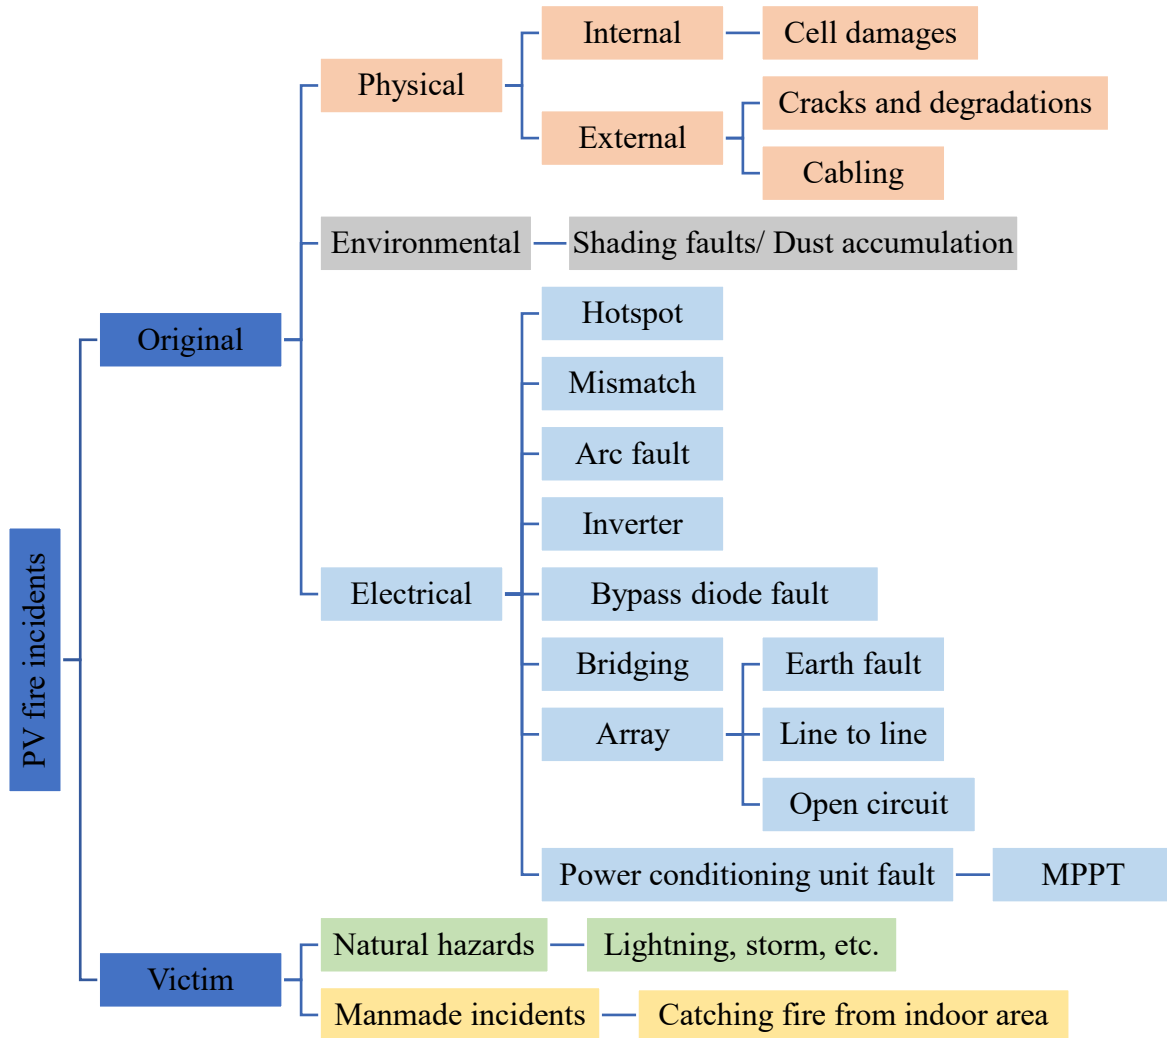 Internal
Cell damages
Physical
Cracks and degradations
External
Cabling
Environmental
Shading faults/ Dust accumulation
Original
Hotspot
Mismatch
Arc fault
Inverter
Electrical
Bypass diode fault
Bridging
Earth fault
Array
Line to line
Open circuit
Power conditioning unit fault
MPPT
PV fire incidents
Natural hazards
Lightning, storm, etc.
Victim
Manmade incidents
Catching fire from indoor area